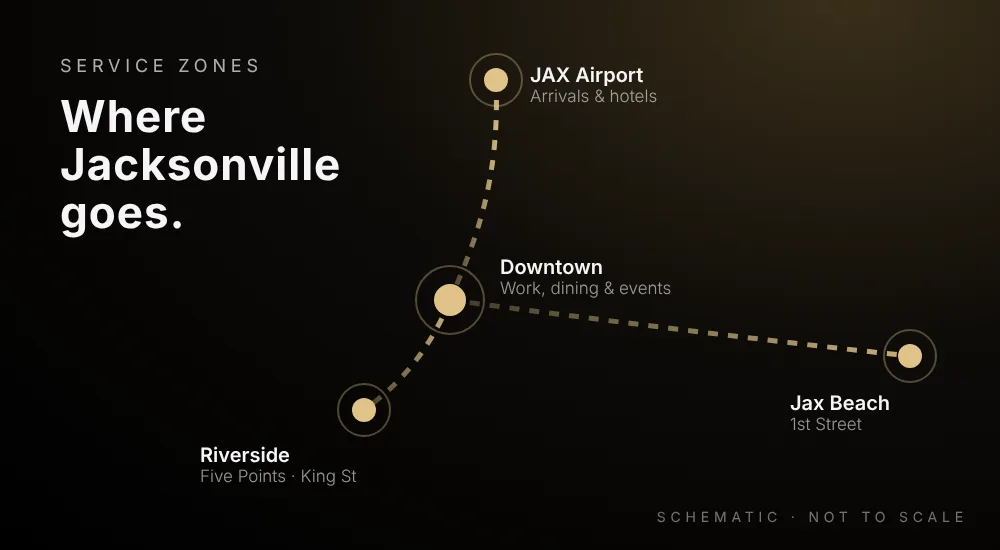 SERVICE ZONES
Where
Jacksonville
goes.
JAX Airport
Arrivals & hotels
Downtown
Work, dining & events
Jax Beach
1st Street
Riverside
Five Points · King St
SCHEMATIC · NOT TO SCALE